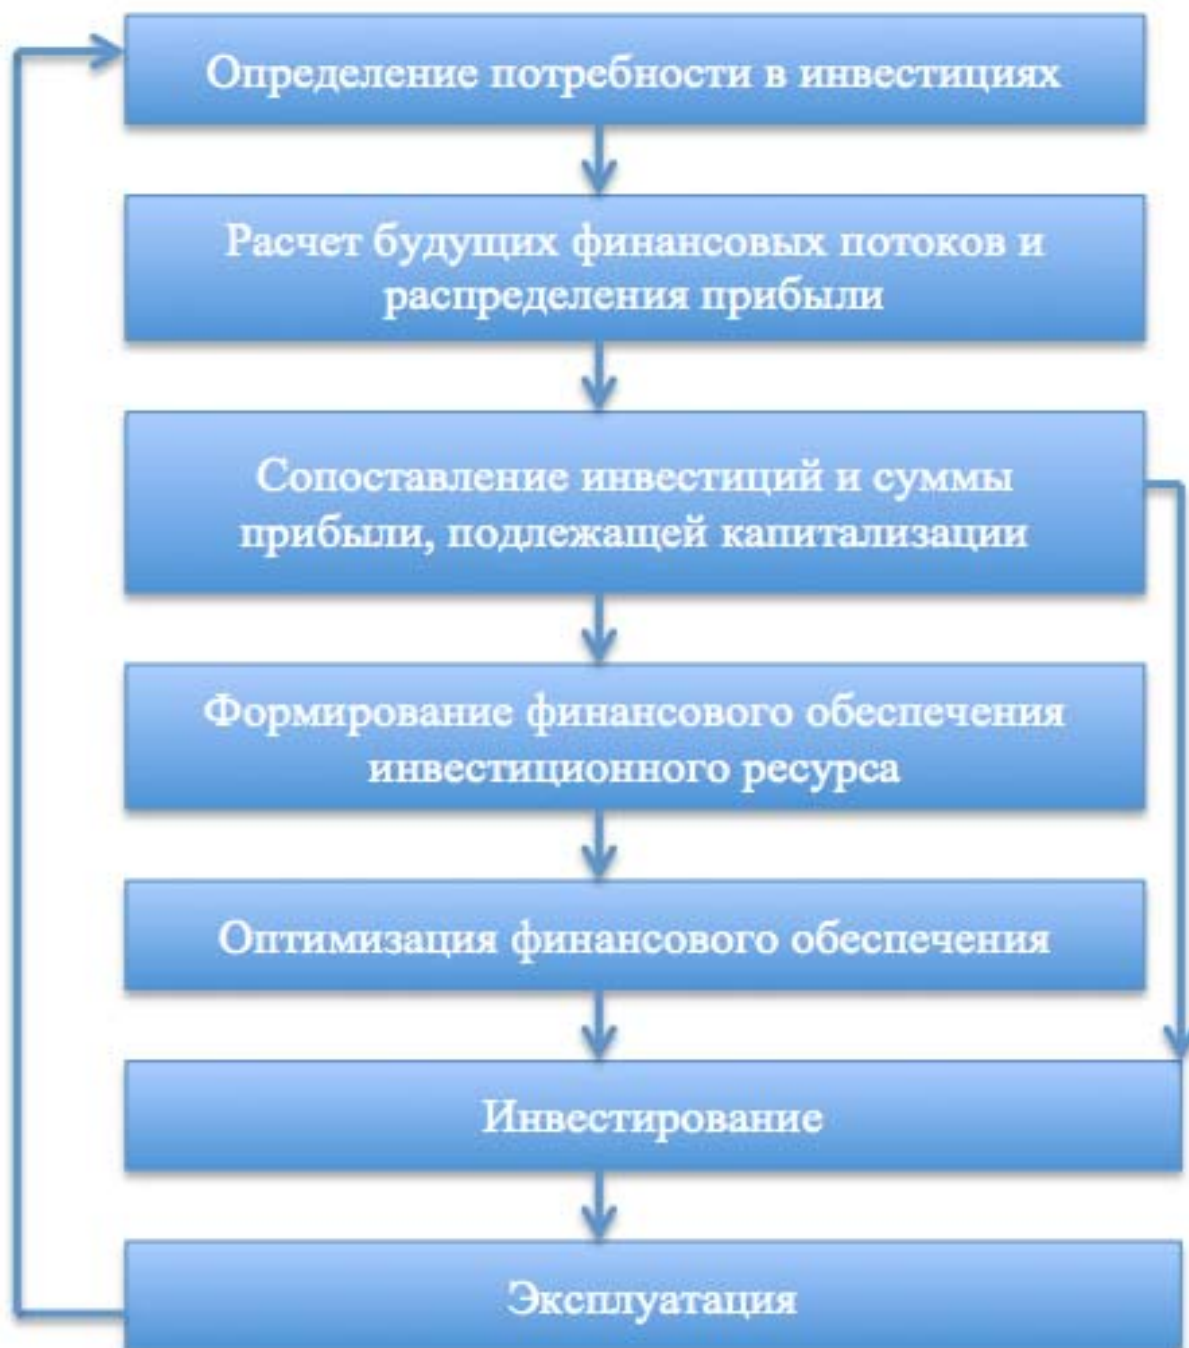 Определение потребности в инвестициях
Расчет будущих финансовых потоков и
распределения прибыли
Сопоставление инвестиций и суммы
прибыли, подлежащей капитализации
Формирование финансового обеспечения
инвестиционного ресурса
Оптимизация финансового обеспечения
Инвестирование
Эксплуатация